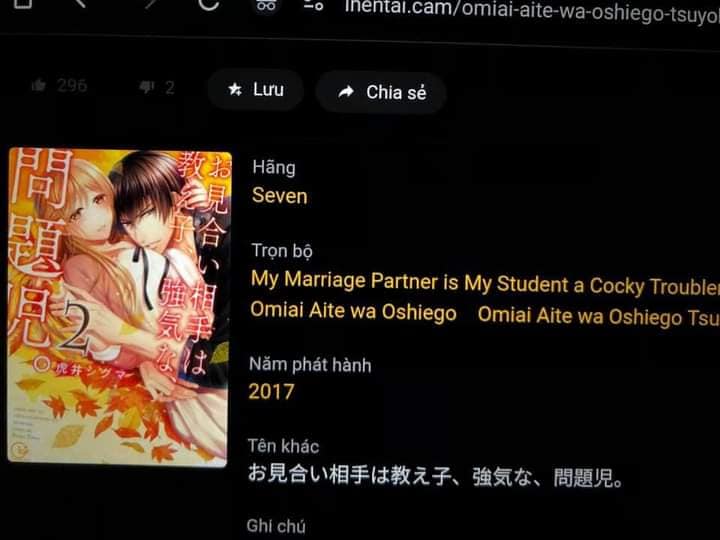 ihentai.cam/omiai-aite-wa-oshiego-tsuyo
296
2
Lưu
Chia sẻ
お見合い相手は
教え子、
強気な、
問題児
2
虎井シグマ
Hãng
Seven
Trọn bộ
My Marriage Partner is My Student a Cocky Trouble
Omiai Aite wa Oshiego Omiai Aite wa Oshiego Tsu
Năm phát hành
2017
Tên khác
お見合い相手は教え子、強気な、問題児。
Ghi chú